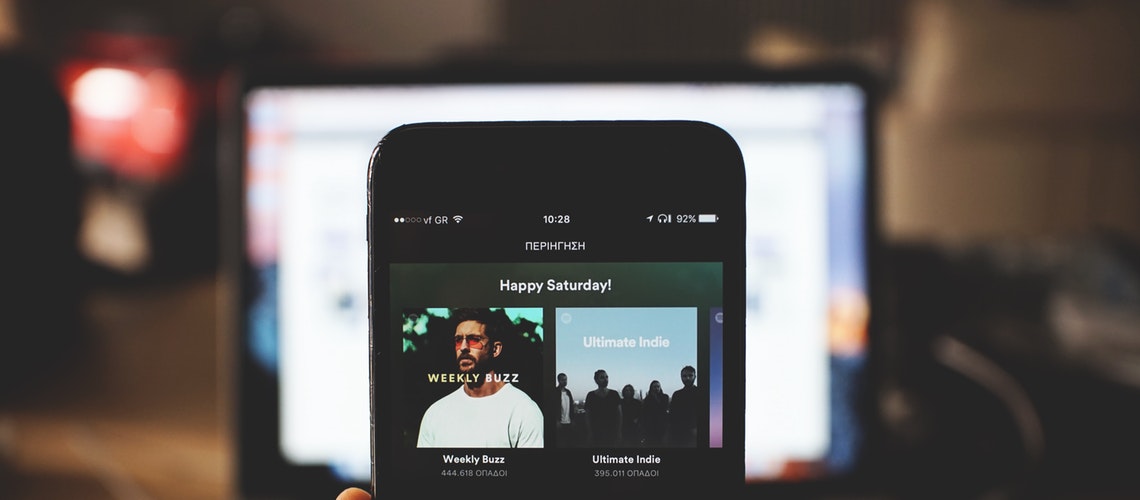 vf GR 10:28 92%
ΠΕΡΙΗΓΗΣΗ
Happy Saturday!
WEEKLY BUZZ
Ultimate Indie
Weekly Buzz
444.618 ΟΠΑΔΟΙ
Ultimate Indie
395.011 ΟΠΑΔΟΙ